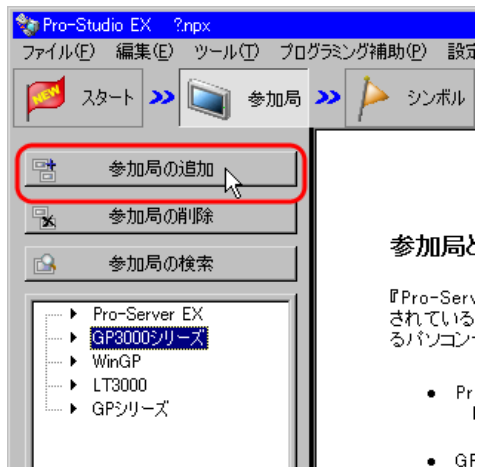 Pro-Studio EX ?.npx
ファイル(F) 編集(E) ツール(T) プログラミング補助(P) 設定
NEW スタート 参加局 シンボル
参加局の追加
参加局の削除
参加局の検索
Pro-Server EX
GP3000シリーズ
WinGP
LT3000
GPシリーズ
参加局と
『Pro-Serv
されている
るパソコン
Pr
GP